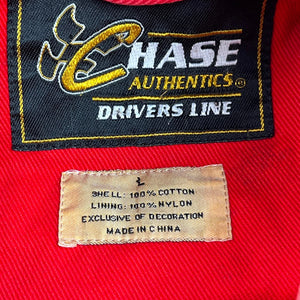 CHASE
AUTHENTICS
DRIVERS LINE
L
SHELL: 100% COTTON
LINING: 100% NYLON
EXCLUSIVE OF DECORATION
MADE IN CHINA